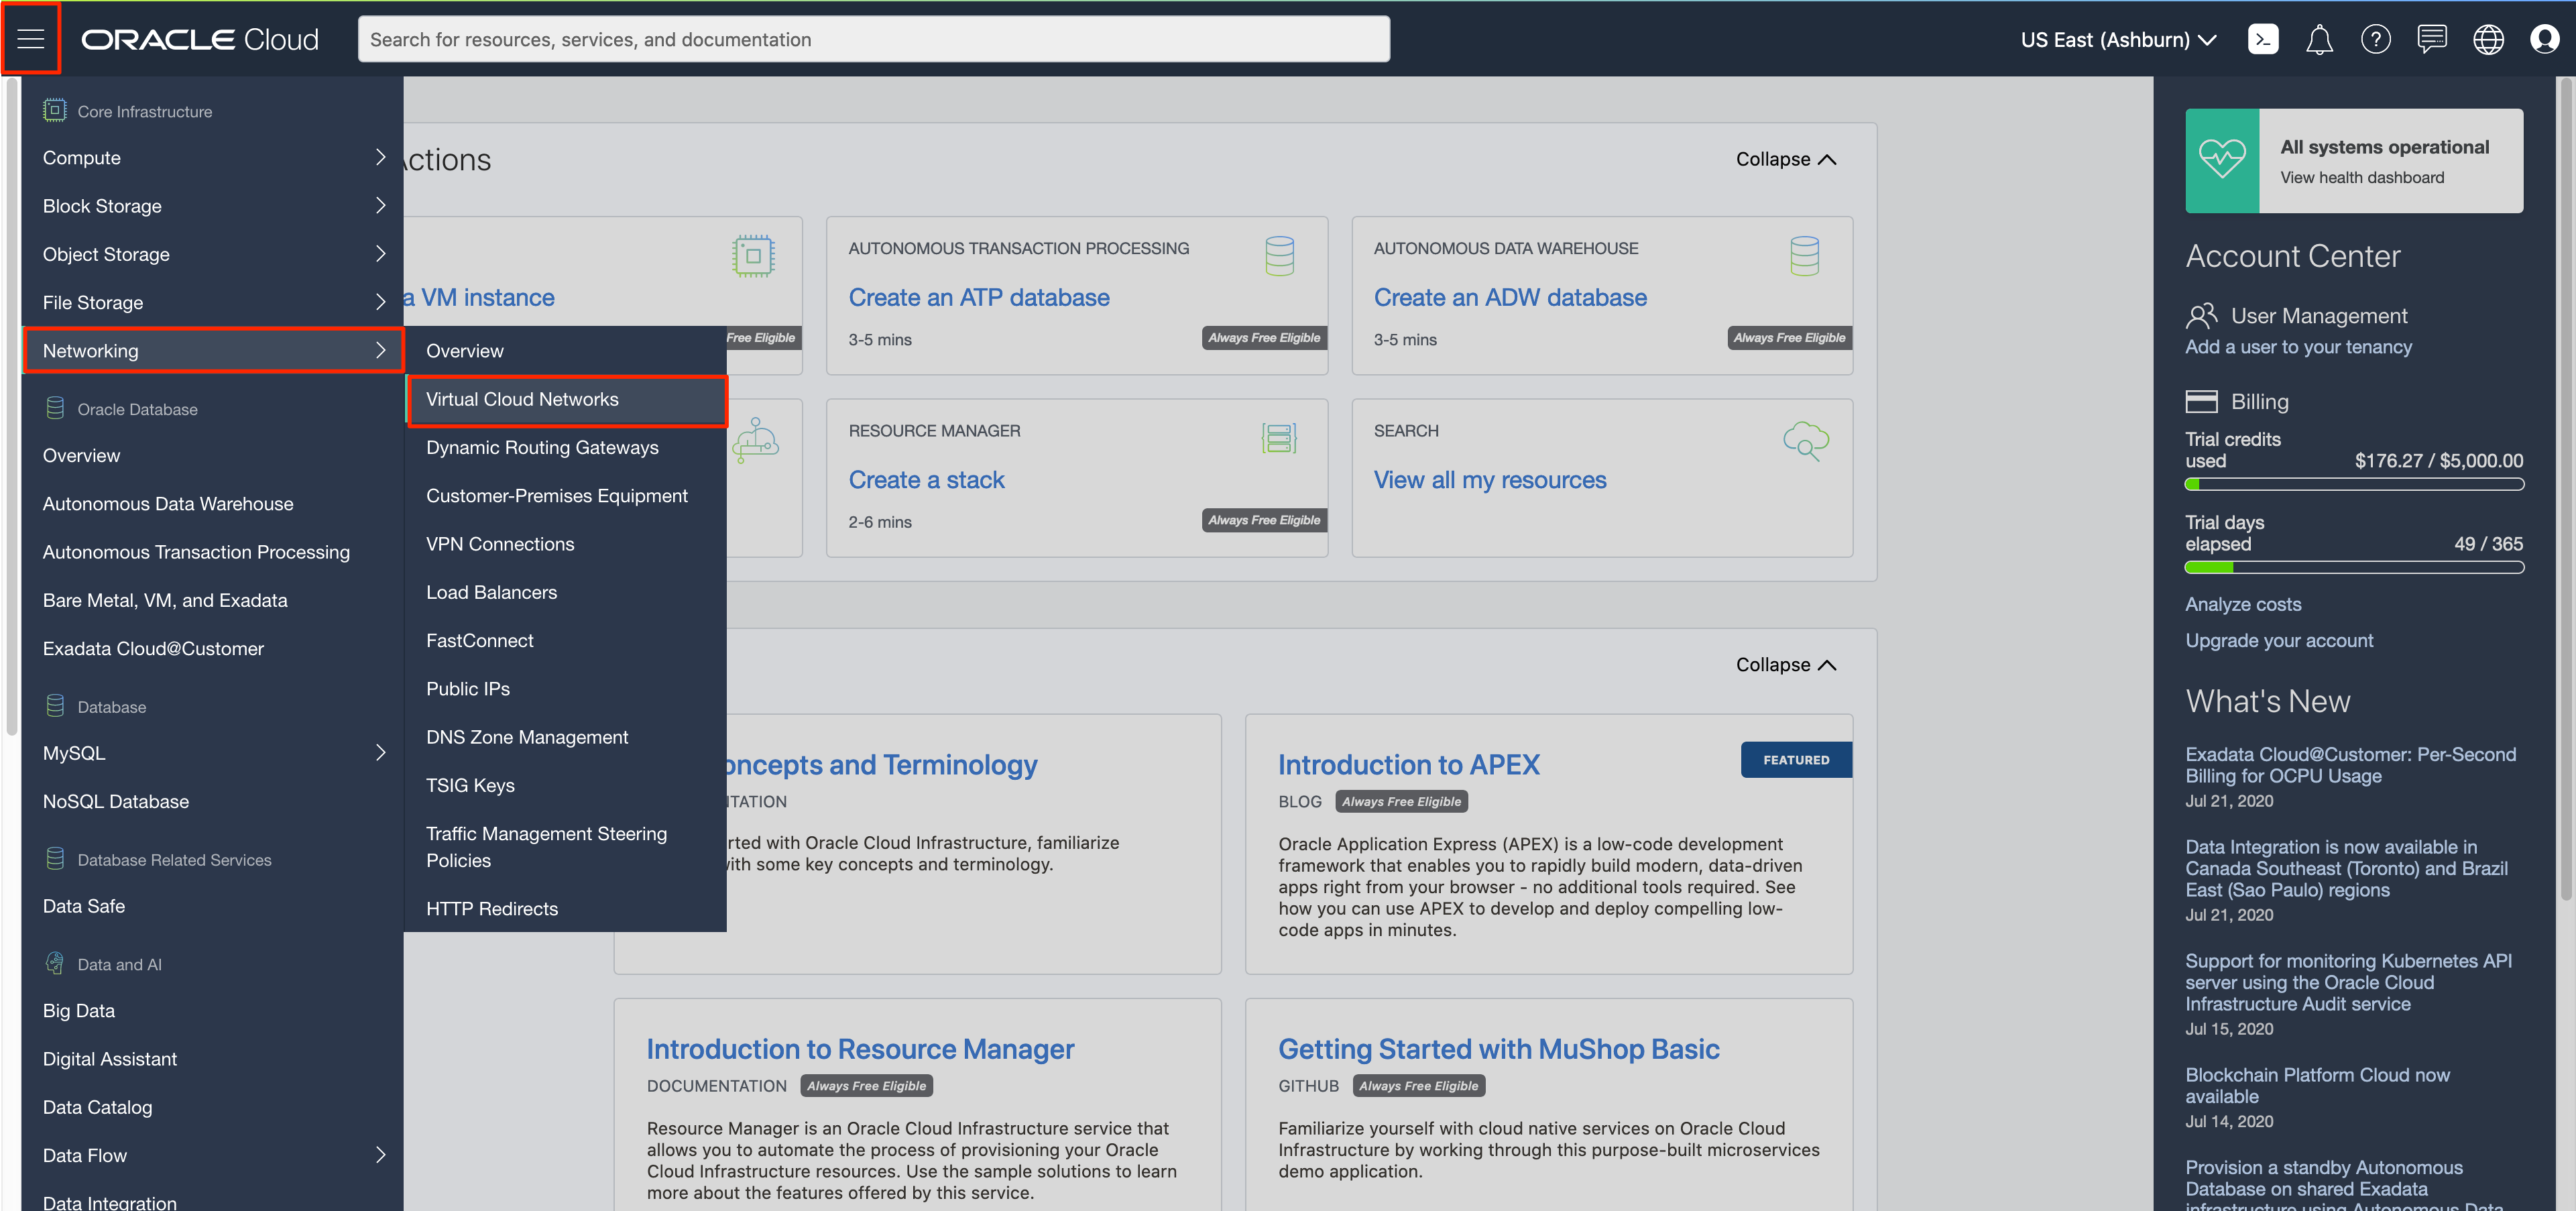 ORACLE Cloud
Search for resources, services, and documentation
US East (Ashburn)
Core Infrastructure
Compute
Block Storage
Object Storage
File Storage
Networking
Oracle Database
Overview
Autonomous Data Warehouse
Autonomous Transaction Processing
Bare Metal, VM, and Exadata
Exadata Cloud@Customer
Database
MySQL
NoSQL Database
Database Related Services
Data Safe
Data and AI
Big Data
Digital Assistant
Data Catalog
Data Flow
Data Integration
Overview
Virtual Cloud Networks
Dynamic Routing Gateways
Customer-Premises Equipment
VPN Connections
Load Balancers
FastConnect
Public IPs
DNS Zone Management
TSIG Keys
Traffic Management Steering
Policies
HTTP Redirects
Actions
Collapse
a VM instance
Free Eligible
AUTONOMOUS TRANSACTION PROCESSING
Create an ATP database
3-5 mins
Always Free Eligible
AUTONOMOUS DATA WAREHOUSE
Create an ADW database
3-5 mins
Always Free Eligible
RESOURCE MANAGER
Create a stack
2-6 mins
Always Free Eligible
SEARCH
View all my resources
Collapse
oncepts and Terminology
NTATION
rted with Oracle Cloud Infrastructure, familiarize
with some key concepts and terminology.
Introduction to APEX
FEATURED
BLOG Always Free Eligible
Oracle Application Express (APEX) is a low-code development
framework that enables you to rapidly build modern, data-driven
apps right from your browser - no additional tools required. See
how you can use APEX to develop and deploy compelling low-
code apps in minutes.
Introduction to Resource Manager
DOCUMENTATION Always Free Eligible
Resource Manager is an Oracle Cloud Infrastructure service that
allows you to automate the process of provisioning your Oracle
Cloud Infrastructure resources. Use the sample solutions to learn
more about the features offered by this service.
Getting Started with MuShop Basic
GITHUB Always Free Eligible
Familiarize yourself with cloud native services on Oracle Cloud
Infrastructure by working through this purpose-built microservices
demo application.
All systems operational
View health dashboard
Account Center
User Management
Add a user to your tenancy
Billing
Trial credits
used $176.27 / $5,000.00
Trial days
elapsed 49 / 365
Analyze costs
Upgrade your account
What's New
Exadata Cloud@Customer: Per-Second
Billing for OCPU Usage
Jul 21, 2020
Data Integration is now available in
Canada Southeast (Toronto) and Brazil
East (Sao Paulo) regions
Jul 21, 2020
Support for monitoring Kubernetes API
server using the Oracle Cloud
Infrastructure Audit service
Jul 15, 2020
Blockchain Platform Cloud now
available
Jul 14, 2020
Provision a standby Autonomous
Database on shared Exadata
infrastructure using Autonomous Data